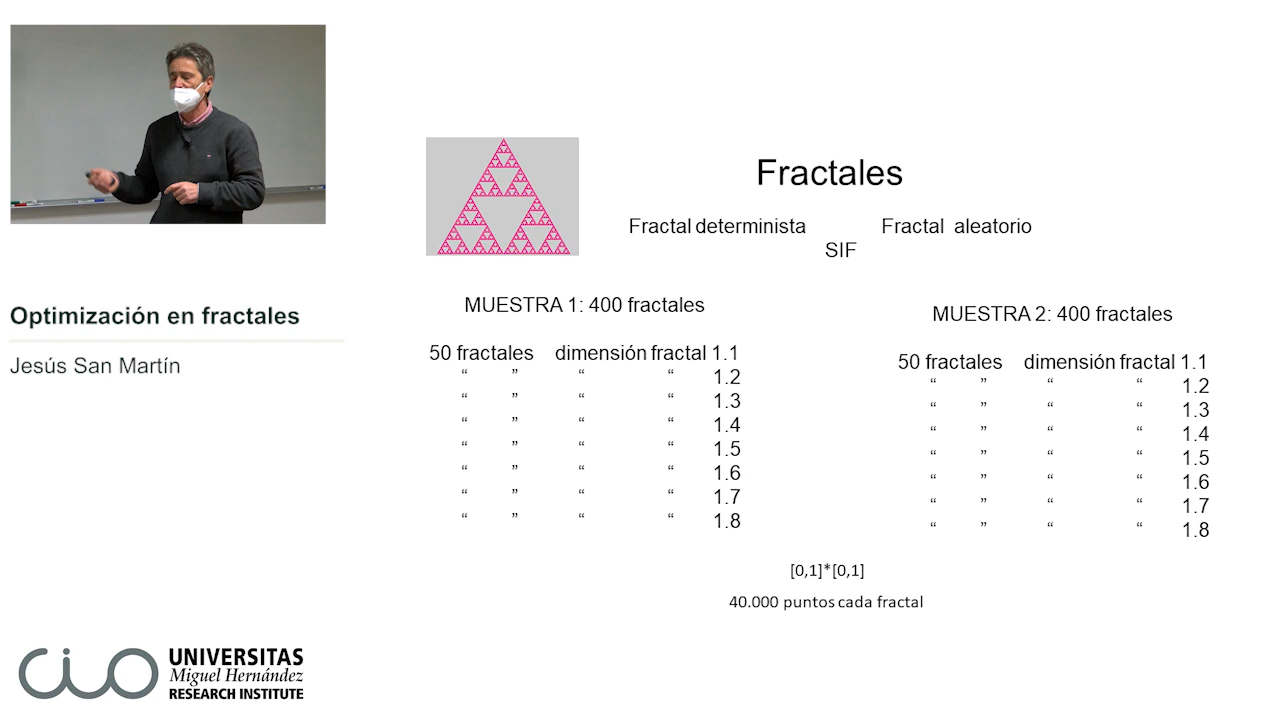 Optimización en fractales
Jesús San Martín
Fractales
Fractal determinista Fractal aleatorio
SIF
MUESTRA 1: 400 fractales
50 fractales dimensión fractal 1.1
“ ” “ “ 1.2
“ ” “ “ 1.3
“ ” “ “ 1.4
“ ” “ “ 1.5
“ ” “ “ 1.6
“ ” “ “ 1.7
“ ” “ “ 1.8
MUESTRA 2: 400 fractales
50 fractales dimensión fractal 1.1
“ ” “ “ 1.2
“ ” “ “ 1.3
“ ” “ “ 1.4
“ ” “ “ 1.5
“ ” “ “ 1.6
“ ” “ “ 1.7
“ ” “ “ 1.8
[0,1]*[0,1]
40.000 puntos cada fractal
cio
UNIVERSITAS
Miguel Hernández
RESEARCH INSTITUTE